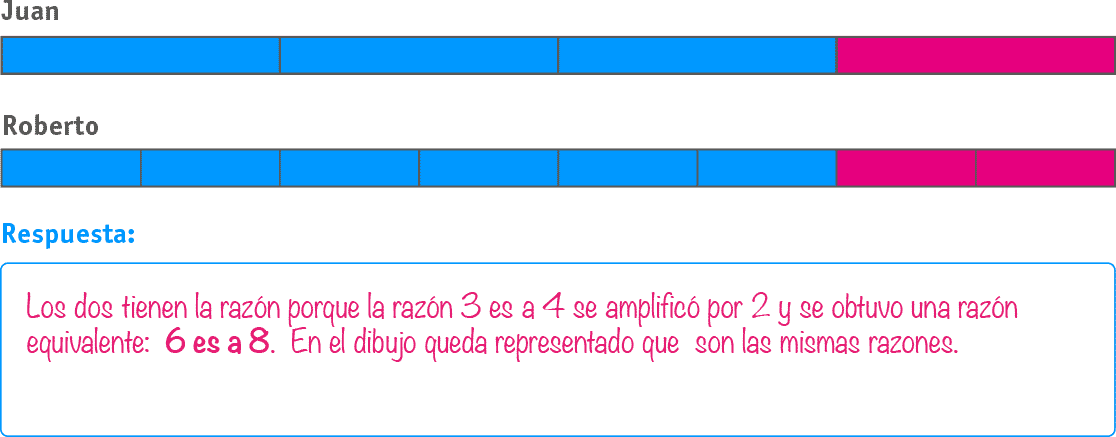 Juan
Roberto
Respuesta:
Los dos tienen la razón porque la razón 3 es a 4 se amplificó por 2 y se obtuvo una razón
equivalente: 6 es a 8. En el dibujo queda representado que son las mismas razones.